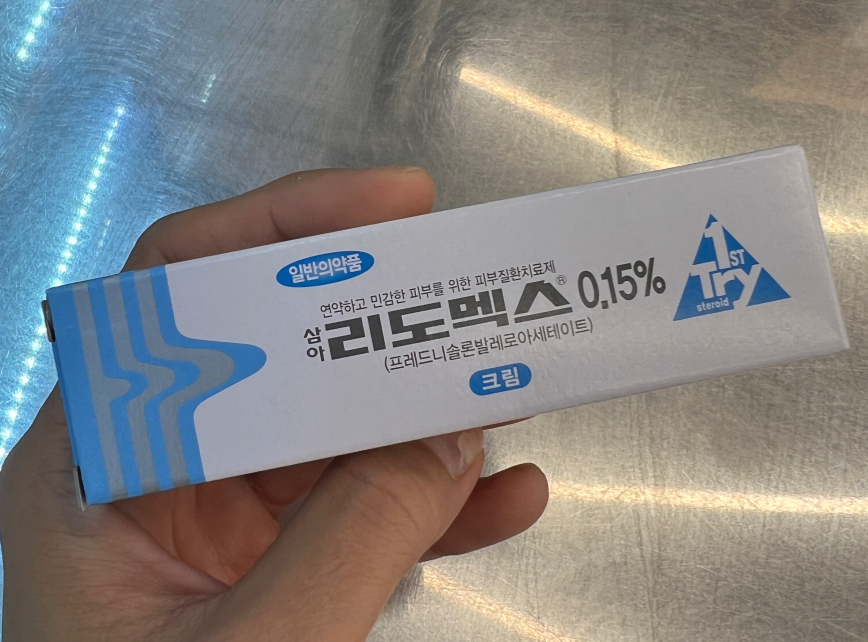 일반의약품
연약하고 민감한 피부를 위한 피부질환치료제
삼아 리도멕스® 0.15%
(프레드니솔론발레로아세테이트)
크림
1ST
Try
steroid